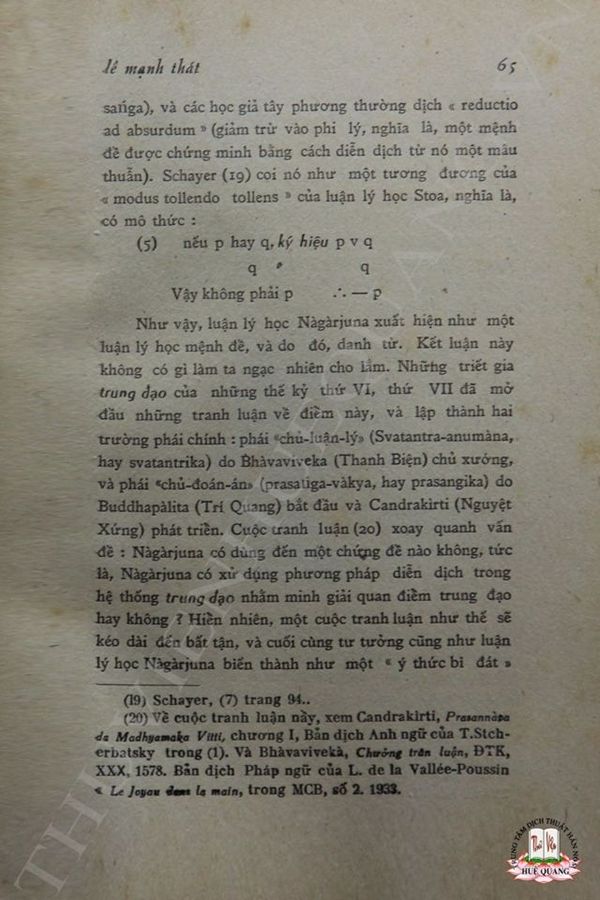 lê mạnh thát 65
sańga), và các học giả tây phương thường dịch « reductio
ad absurdum » (giảm trừ vào phi lý, nghĩa là, một mệnh
đề được chứng minh bằng cách diễn dịch từ nó một mâu
thuẫn). Schayer (19) coi nó như một tương đương của
« modus tollendo tollens » của luận lý học Stoa, nghĩa là,
có mô thức :
(5) nếu p hay q, ký hiệu p v q
q q
Vậy không phải p ∴ — p
Như vậy, luận lý học Nàgàrjuna xuất hiện như một
luận lý học mệnh đề, và do đó, danh từ. Kết luận này
không có gì làm ta ngạc nhiên cho lắm. Những triết gia
trung đạo của những thế kỷ thứ VI, thứ VII đã mở
đầu những tranh luận về điểm này, và lập thành hai
trường phái chính : phái «chủ-luận-lý» (Svatantra-anumàna,
hay svatantrika) do Bhàvaviveka (Thanh Biện) chủ xướng,
và phái «chủ-đoán-án» (prasatiga-vàkya, hay prasangika) do
Buddhapàlita (Trí Quang) bắt đầu và Candrakìrti (Nguyệt
Xứng) phát triển. Cuộc tranh luận (20) xoay quanh vấn
đề : Nàgàrjuna có dùng đến một chứng đề nào không, tức
là, Nàgàrjuna có xử dụng phương pháp diễn dịch trong
hệ thống trung đạo nhằm minh giải quan điểm trung đạo
hay không ? Hiển nhiên, một cuộc tranh luận như thế sẽ
kéo dài đến bất tận, và cuối cùng tư tưởng cũng như luận
lý học Nàgàrjuna biến thành như một « ý thức bi đát »
(19) Schayer, (7) trang 94..
(20) Về cuộc tranh luận nầy, xem Candrakìrti, Prasannàpa
da Madhyamaka Vitti, chương I, Bản dịch Anh ngữ của T.Stch-
erbatsky trong (1). Và Bhàvavivekà, Chưởng trân luận, ĐTK,
XXX, 1578. Bản dịch Pháp ngữ của L. de la Vallée-Poussin
« Le Joyau dans la main, trong MCB, số 2. 1933.
TRUNG TÂM DỊCH THUẬT HÁN NÔM
HUỆ QUANG